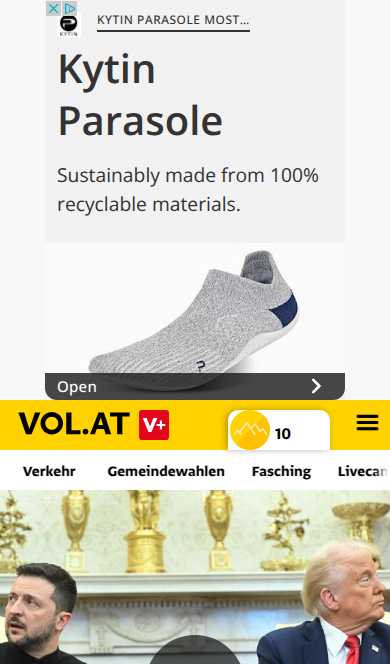 KYTIN
KYTIN PARASOLE MOST...
Kytin
Parasole
Sustainably made from 100%
recyclable materials.
Open
VOL.AT V+
10
Verkehr Gemeindewahlen Fasching Livecan